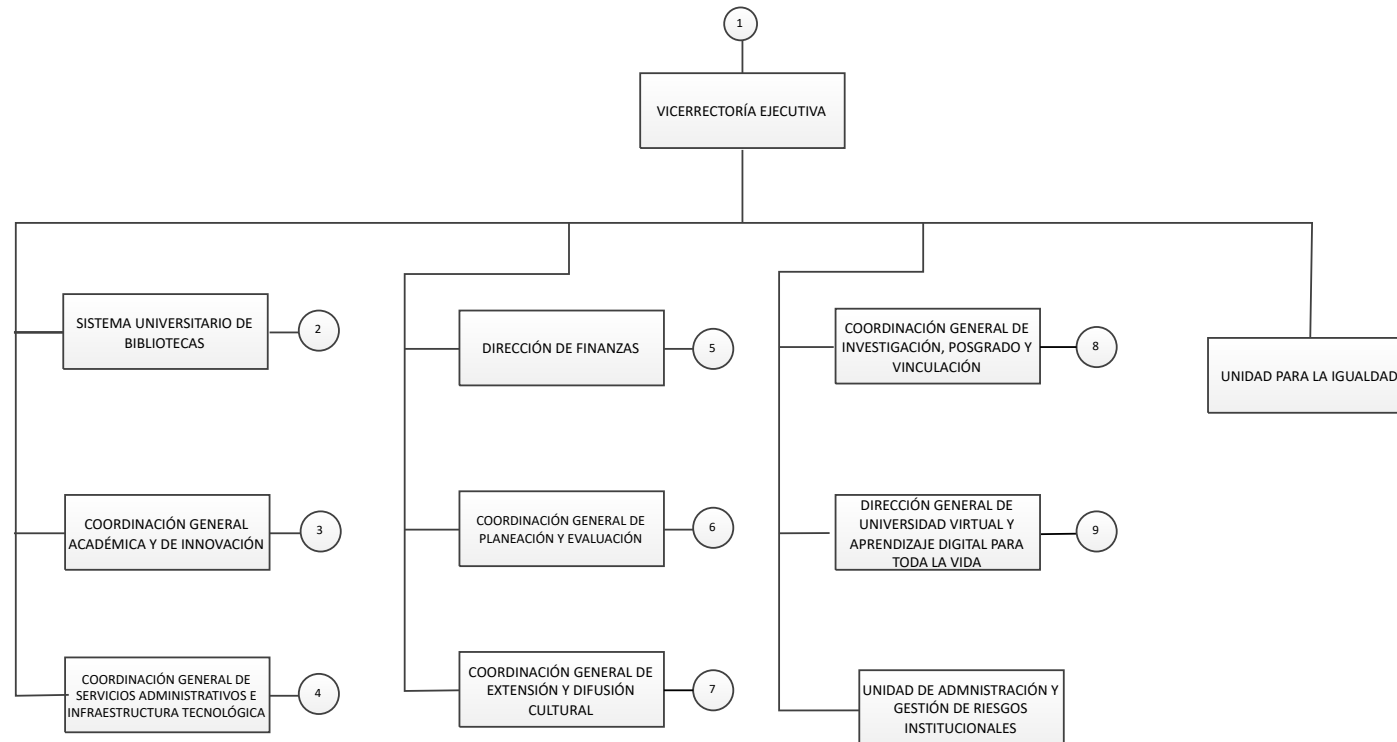 1
VICERRECTORÍA EJECUTIVA
SISTEMA UNIVERSITARIO DE
BIBLIOTECAS
2
COORDINACIÓN GENERAL
ACADÉMICA Y DE INNOVACIÓN
3
COORDINACIÓN GENERAL DE
SERVICIOS ADMINISTRATIVOS E
INFRAESTRUCTURA TECNOLÓGICA
4
DIRECCIÓN DE FINANZAS
5
COORDINACIÓN GENERAL DE
PLANEACIÓN Y EVALUACIÓN
6
COORDINACIÓN GENERAL DE
EXTENSIÓN Y DIFUSIÓN
CULTURAL
7
COORDINACIÓN GENERAL DE
INVESTIGACIÓN, POSGRADO Y
VINCULACIÓN
8
DIRECCIÓN GENERAL DE
UNIVERSIDAD VIRTUAL Y
APRENDIZAJE DIGITAL PARA
TODA LA VIDA
9
UNIDAD DE ADMNISTRACIÓN Y
GESTIÓN DE RIESGOS
INSTITUCIONALES
UNIDAD PARA LA IGUALDAD